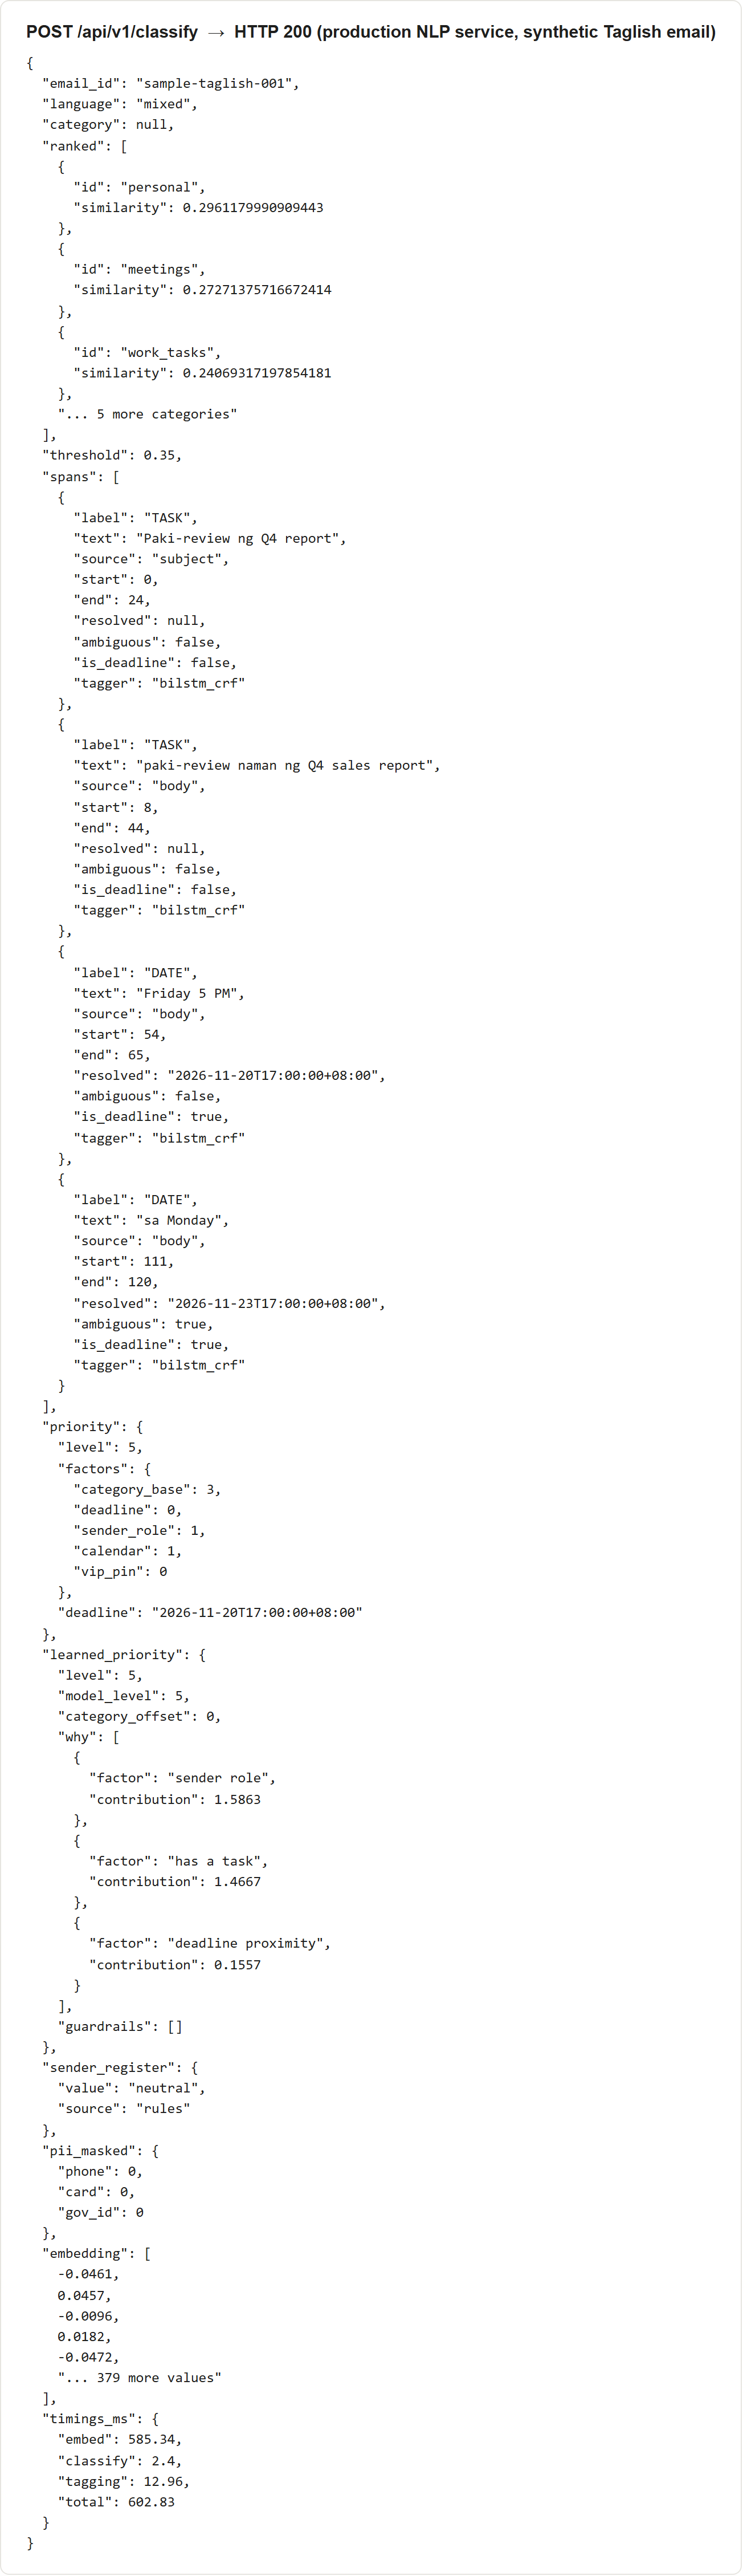 POST /api/v1/classify → HTTP 200 (production NLP service, synthetic Taglish email)
{
  "email_id": "sample-taglish-001",
  "language": "mixed",
  "category": null,
  "ranked": [
    {
      "id": "personal",
      "similarity": 0.2961179990909443
    },
    {
      "id": "meetings",
      "similarity": 0.27271375716672414
    },
    {
      "id": "work_tasks",
      "similarity": 0.24069317197854181
    },
    "... 5 more categories"
  ],
  "threshold": 0.35,
  "spans": [
    {
      "label": "TASK",
      "text": "Paki-review ng Q4 report",
      "source": "subject",
      "start": 0,
      "end": 24,
      "resolved": null,
      "ambiguous": false,
      "is_deadline": false,
      "tagger": "bilstm_crf"
    },
    {
      "label": "TASK",
      "text": "paki-review naman ng Q4 sales report",
      "source": "body",
      "start": 8,
      "end": 44,
      "resolved": null,
      "ambiguous": false,
      "is_deadline": false,
      "tagger": "bilstm_crf"
    },
    {
      "label": "DATE",
      "text": "Friday 5 PM",
      "source": "body",
      "start": 54,
      "end": 65,
      "resolved": "2026-11-20T17:00:00+08:00",
      "ambiguous": false,
      "is_deadline": true,
      "tagger": "bilstm_crf"
    },
    {
      "label": "DATE",
      "text": "sa Monday",
      "source": "body",
      "start": 111,
      "end": 120,
      "resolved": "2026-11-23T17:00:00+08:00",
      "ambiguous": true,
      "is_deadline": true,
      "tagger": "bilstm_crf"
    }
  ],
  "priority": {
    "level": 5,
    "factors": {
      "category_base": 3,
      "deadline": 0,
      "sender_role": 1,
      "calendar": 1,
      "vip_pin": 0
    },
    "deadline": "2026-11-20T17:00:00+08:00"
  },
  "learned_priority": {
    "level": 5,
    "model_level": 5,
    "category_offset": 0,
    "why": [
      {
        "factor": "sender role",
        "contribution": 1.5863
      },
      {
        "factor": "has a task",
        "contribution": 1.4667
      },
      {
        "factor": "deadline proximity",
        "contribution": 0.1557
      }
    ],
    "guardrails": []
  },
  "sender_register": {
    "value": "neutral",
    "source": "rules"
  },
  "pii_masked": {
    "phone": 0,
    "card": 0,
    "gov_id": 0
  },
  "embedding": [
    -0.0461,
    0.0457,
    -0.0096,
    0.0182,
    -0.0472,
    "... 379 more values"
  ],
  "timings_ms": {
    "embed": 585.34,
    "classify": 2.4,
    "tagging": 12.96,
    "total": 602.83
  }
}